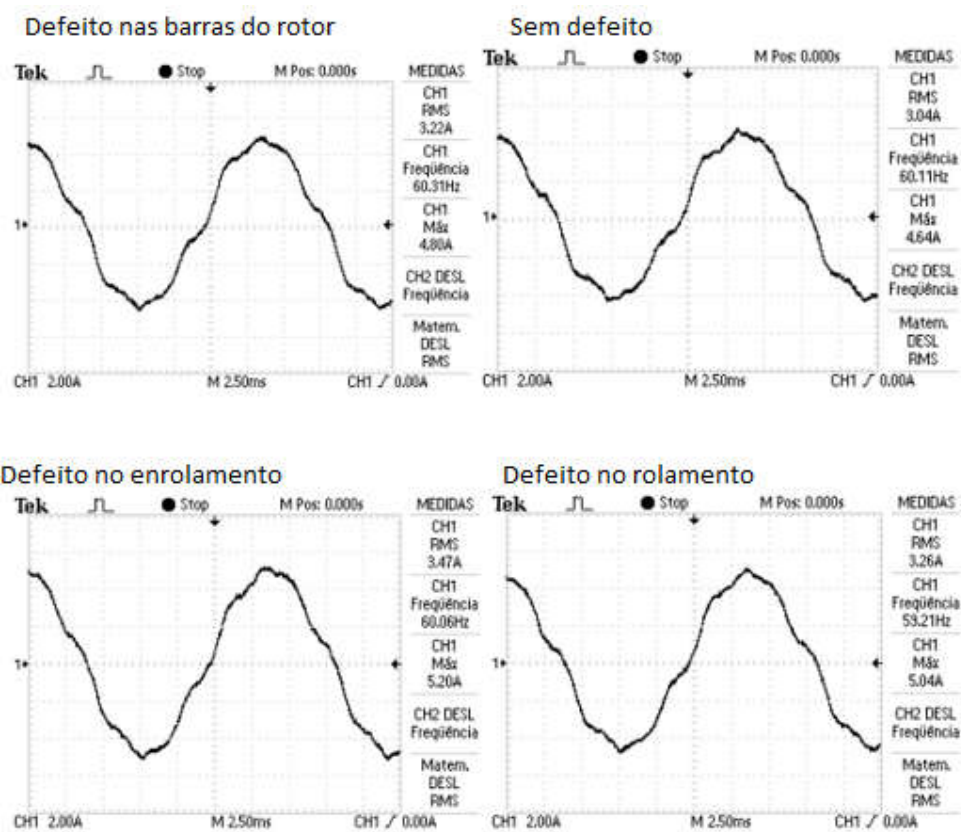 Defeito nas barras do rotor
Tek
Stop
M Pos: 0.000s
MEDIDAS
CH1
RMS
3.22A
CH1
Freqüência
60.31Hz
CH1
Máx
4.80A
CH2 DESL
Freqüência
Matem.
DESL
RMS
1
CH1 2.00A
M 2.50ms
CH1 / 0.00A
Sem defeito
Tek
Stop
M Pos: 0.000s
MEDIDAS
CH1
RMS
3.04A
CH1
Freqüência
60.11Hz
CH1
Máx
4.64A
CH2 DESL
Freqüência
Matem.
DESL
RMS
1
CH1 2.00A
M 2.50ms
CH1 / 0.00A
Defeito no enrolamento
Tek
Stop
M Pos: 0.000s
MEDIDAS
CH1
RMS
3.47A
CH1
Freqüência
60.06Hz
CH1
Máx
5.20A
CH2 DESL
Freqüência
Matem.
DESL
RMS
1
CH1 2.00A
M 2.50ms
CH1 / 0.00A
Defeito no rolamento
Tek
Stop
M Pos: 0.000s
MEDIDAS
CH1
RMS
3.26A
CH1
Freqüência
Máx
5.04A
CH1
CH2 DESL
Freqüência
Matem.
DESL
RMS
1
CH1 2.00A
M 2.50ms
CH1 / 0.00A